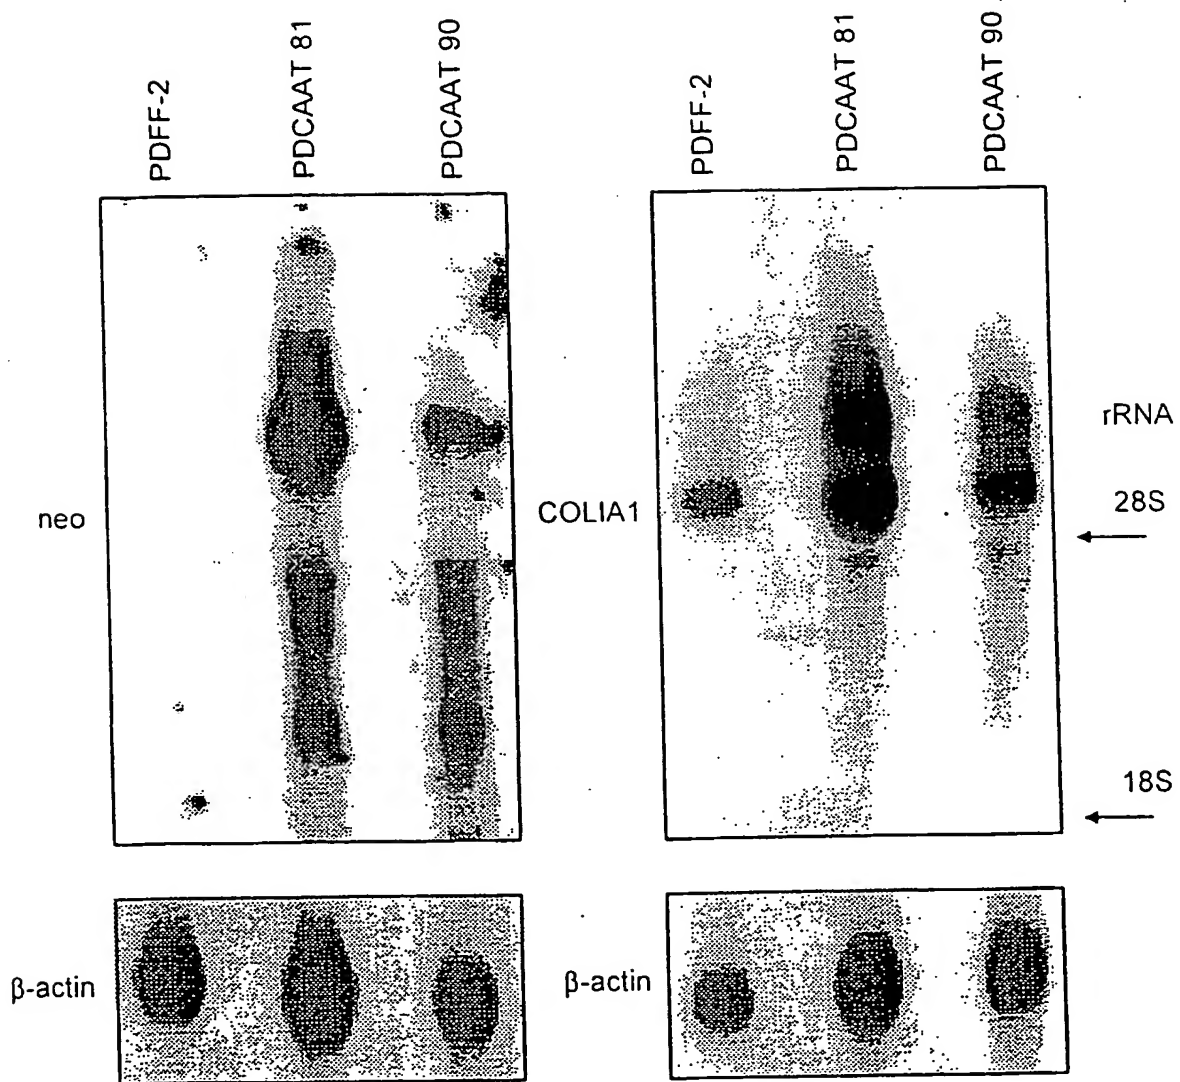 PDFF-2
PDCAAT 81
PDCAAT 90
PDFF-2
PDCAAT 81
PDCAAT 90
neo
COLIA1
rRNA
28S
18S
β-actin
β-actin